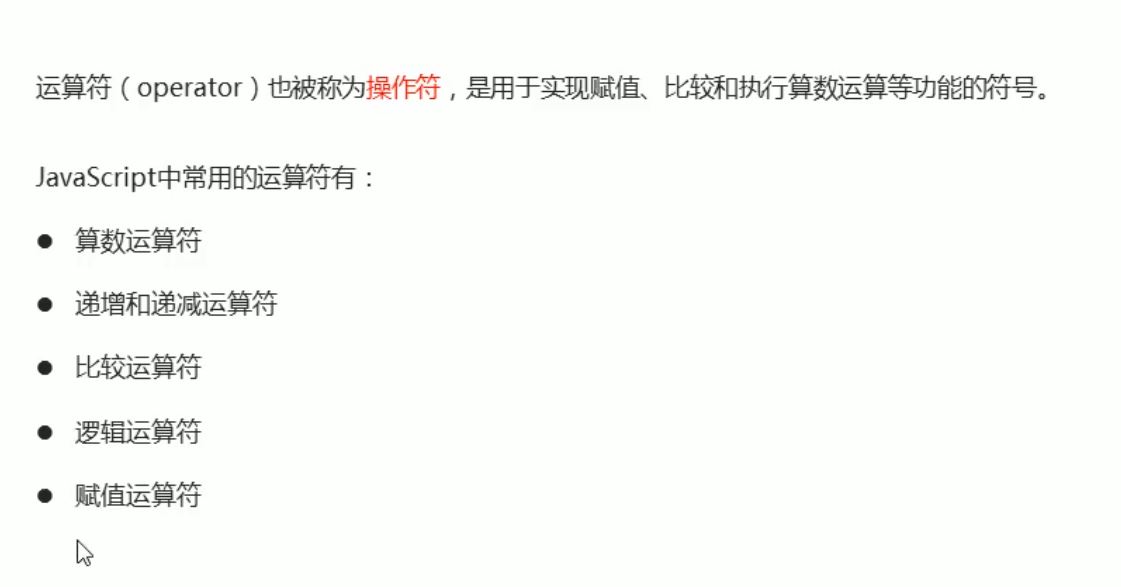 运算符（operator）也被称为操作符，是用于实现赋值、比较和执行算数运算等功能的符号。
JavaScript中常用的运算符有：
● 算数运算符
● 递增和递减运算符
● 比较运算符
● 逻辑运算符
● 赋值运算符